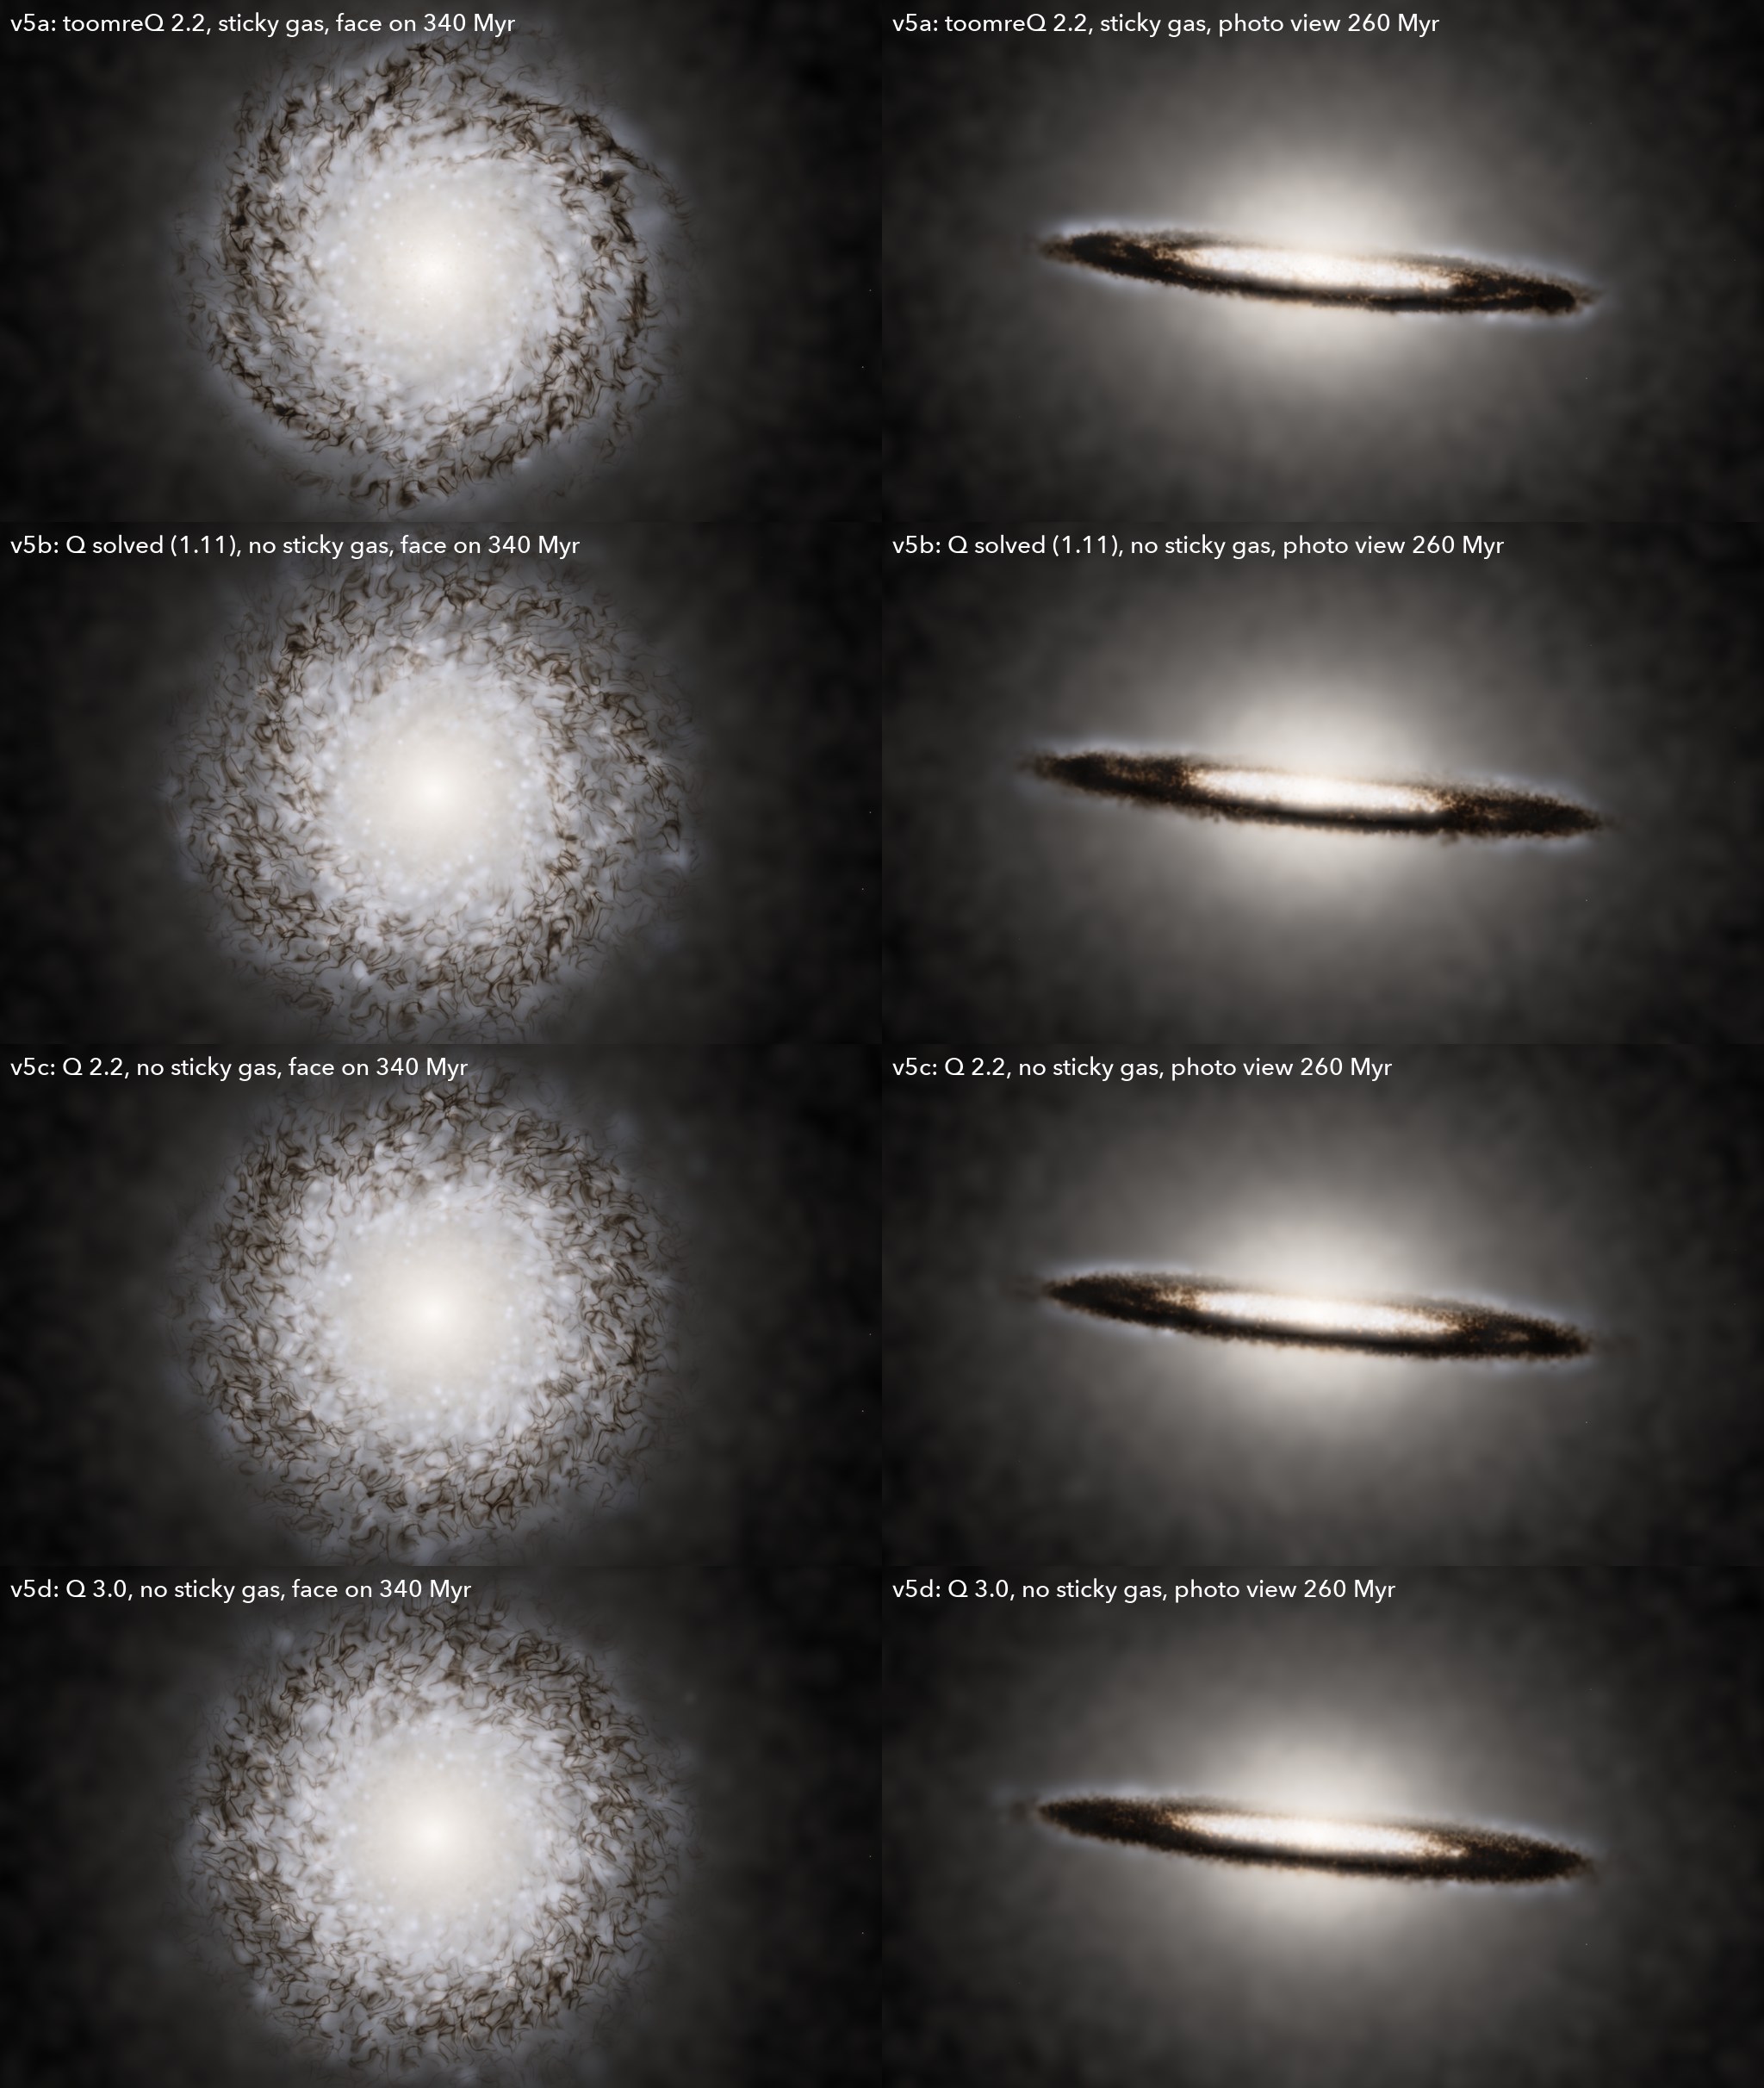 v5a: toomreQ 2.2, sticky gas, face on 340 Myr
v5a: toomreQ 2.2, sticky gas, photo view 260 Myr
v5b: Q solved (1.11), no sticky gas, face on 340 Myr
v5b: Q solved (1.11), no sticky gas, photo view 260 Myr
v5c: Q 2.2, no sticky gas, face on 340 Myr
v5c: Q 2.2, no sticky gas, photo view 260 Myr
v5d: Q 3.0, no sticky gas, face on 340 Myr
v5d: Q 3.0, no sticky gas, photo view 260 Myr